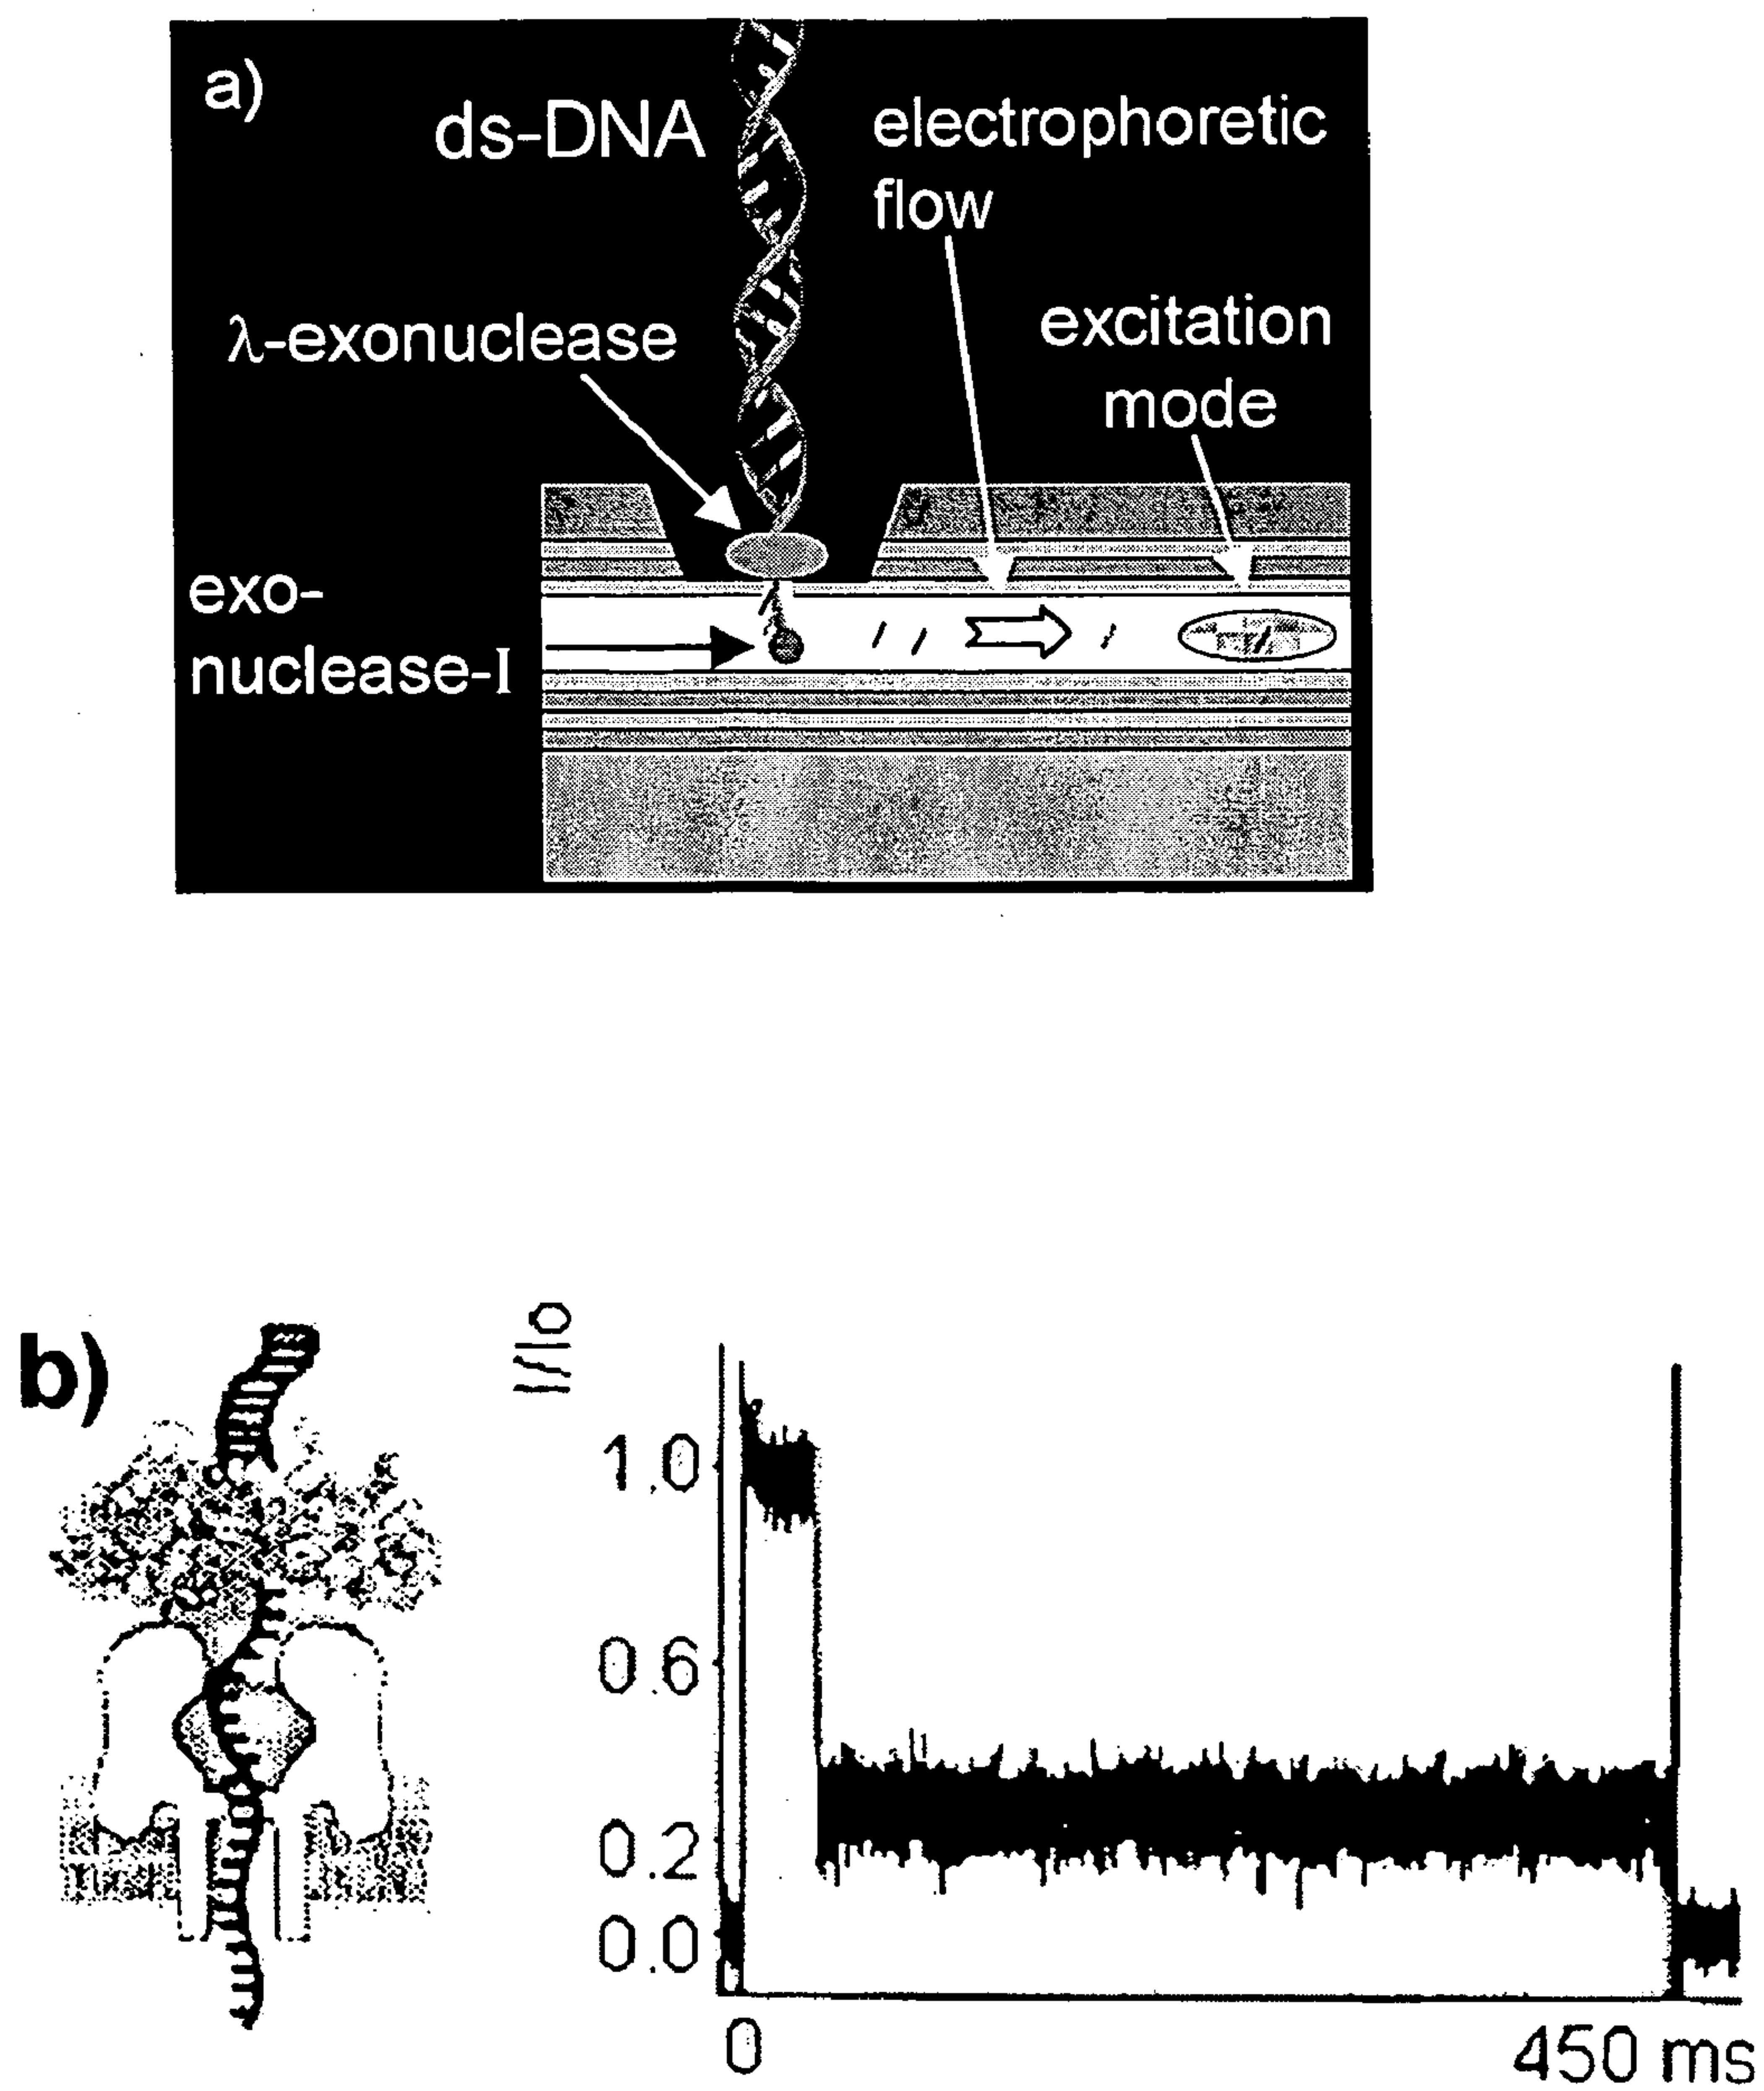 a)
ds-DNA
electrophoretic
flow
λ-exonuclease
excitation
mode
exo-
nuclease-I
b)
I/Io
1.0
0.6
0.2
0.0
0
450 ms